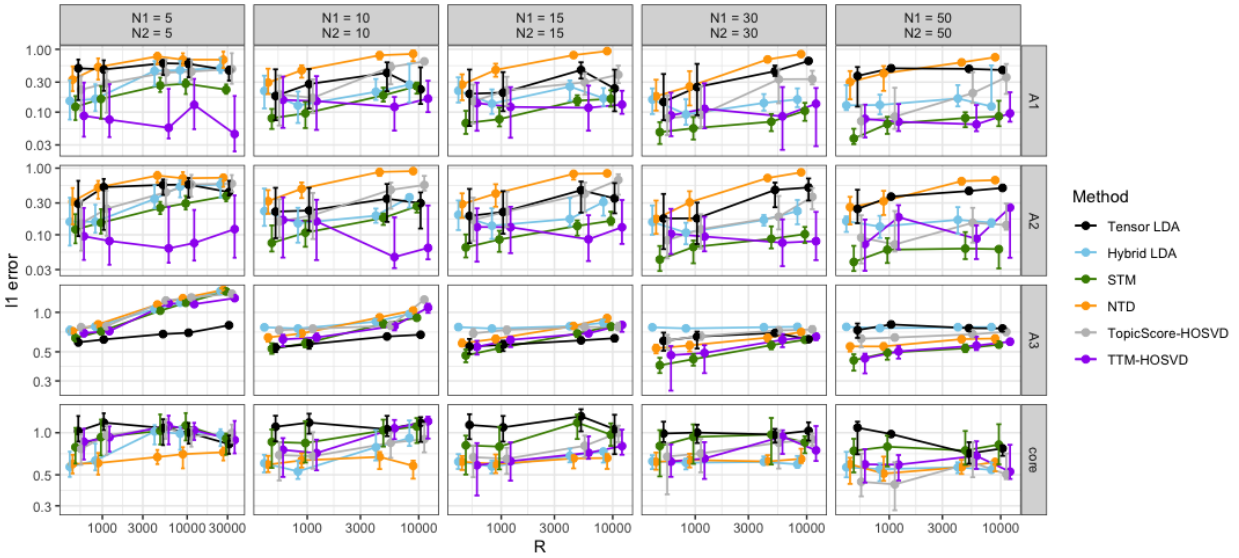 N1 = 5
N2 = 5
N1 = 10
N2 = 10
N1 = 15
N2 = 15
N1 = 30
N2 = 30
N1 = 50
N2 = 50
1.00
0.30
0.10
0.03
A1
1.00
0.30
0.10
0.03
A2
1.0
0.5
0.3
A3
1.0
0.5
0.3
core
l1 error
1000 3000 10000 30000
1000 3000 10000
1000 3000 10000
1000 3000 10000
1000 3000 10000
R
Method
Tensor LDA
Hybrid LDA
STM
NTD
TopicScore-HOSVD
TTM-HOSVD